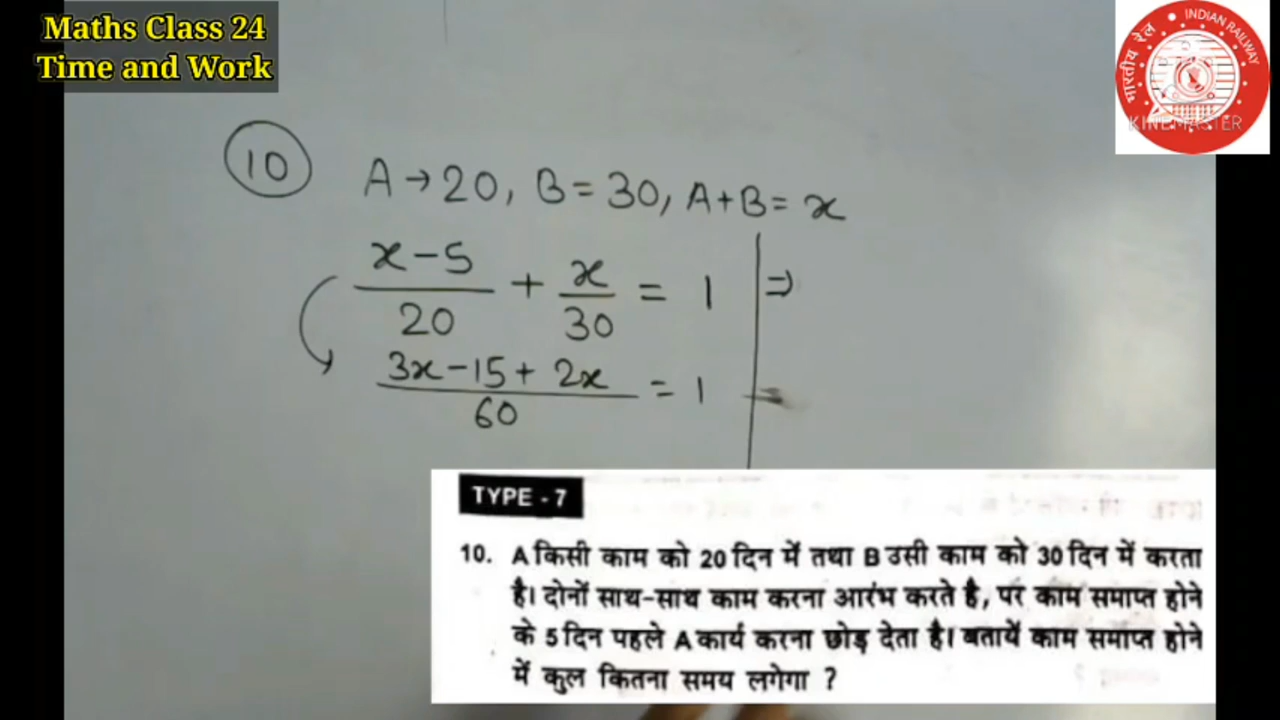 Maths Class 24
Time and Work
भारतीय रेल INDIAN RAILWAY
KINEMASTER
10 A → 20, B = 30, A + B = x
x - 5 / 20 + x / 30 = 1 ⇒
3x - 15 + 2x / 60 = 1
TYPE - 7
10. A किसी काम को 20 दिन में तथा B उसी काम को 30 दिन में करता
है। दोनों साथ-साथ काम करना आरंभ करते है, पर काम समाप्त होने
के 5 दिन पहले A कार्य करना छोड़ देता है। बतायें काम समाप्त होने
में कुल कितना समय लगेगा ?